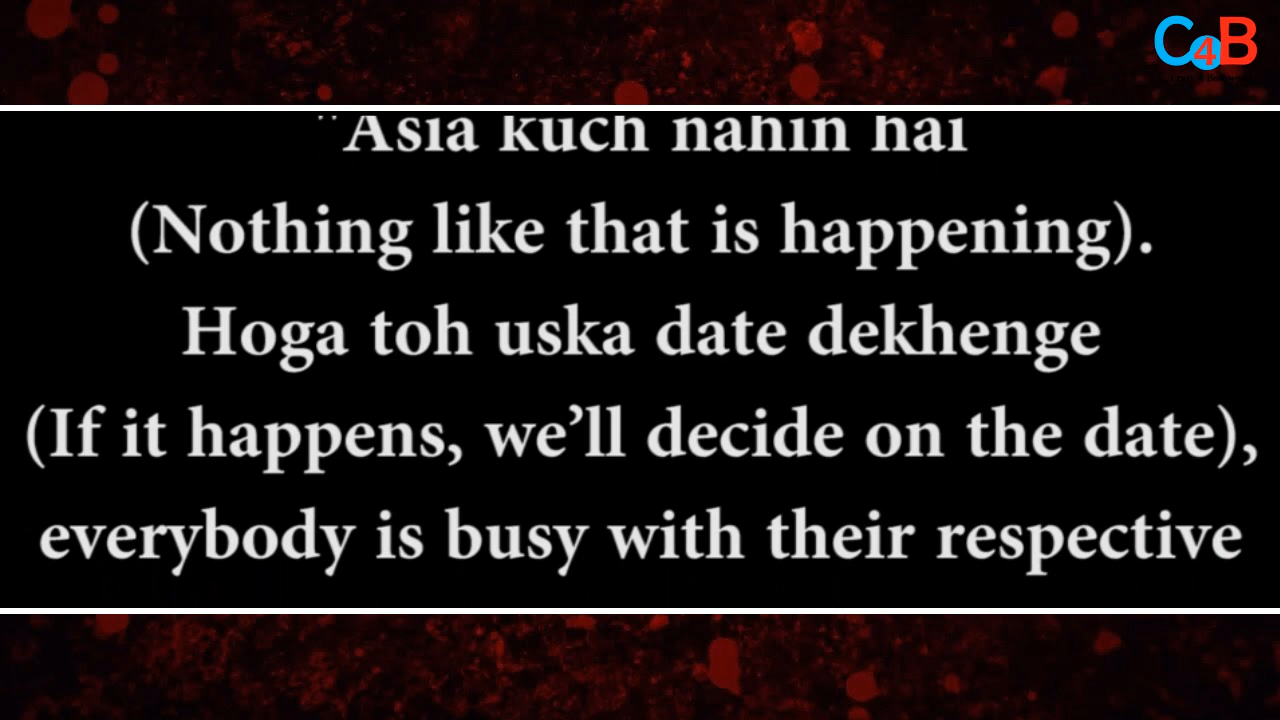 C4B
"Asia kuch nahin hai
(Nothing like that is happening).
Hoga toh uska date dekhenge
(If it happens, we'll decide on the date),
everybody is busy with their respective